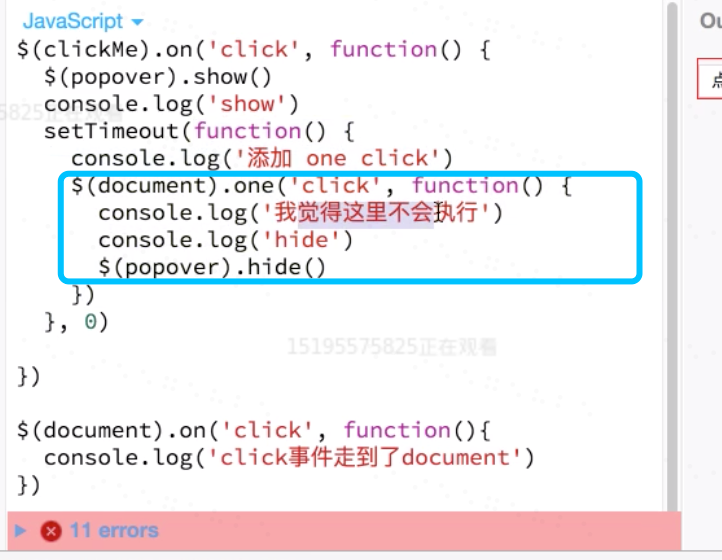 JavaScript
Ou
$(clickMe).on('click', function() {
$(popover).show()
点
console.log('show')
5825正在观看
setTimeout(function() {
console.log('添加 one click')
$(document).one('click', function() {
console.log('我觉得这里不会执行')
console.log('hide')
$(popover).hide()
})
}, 0)
15195575825正在观看
})
$(document).on('click', function(){
console.log('click事件走到了document')
})
11 errors